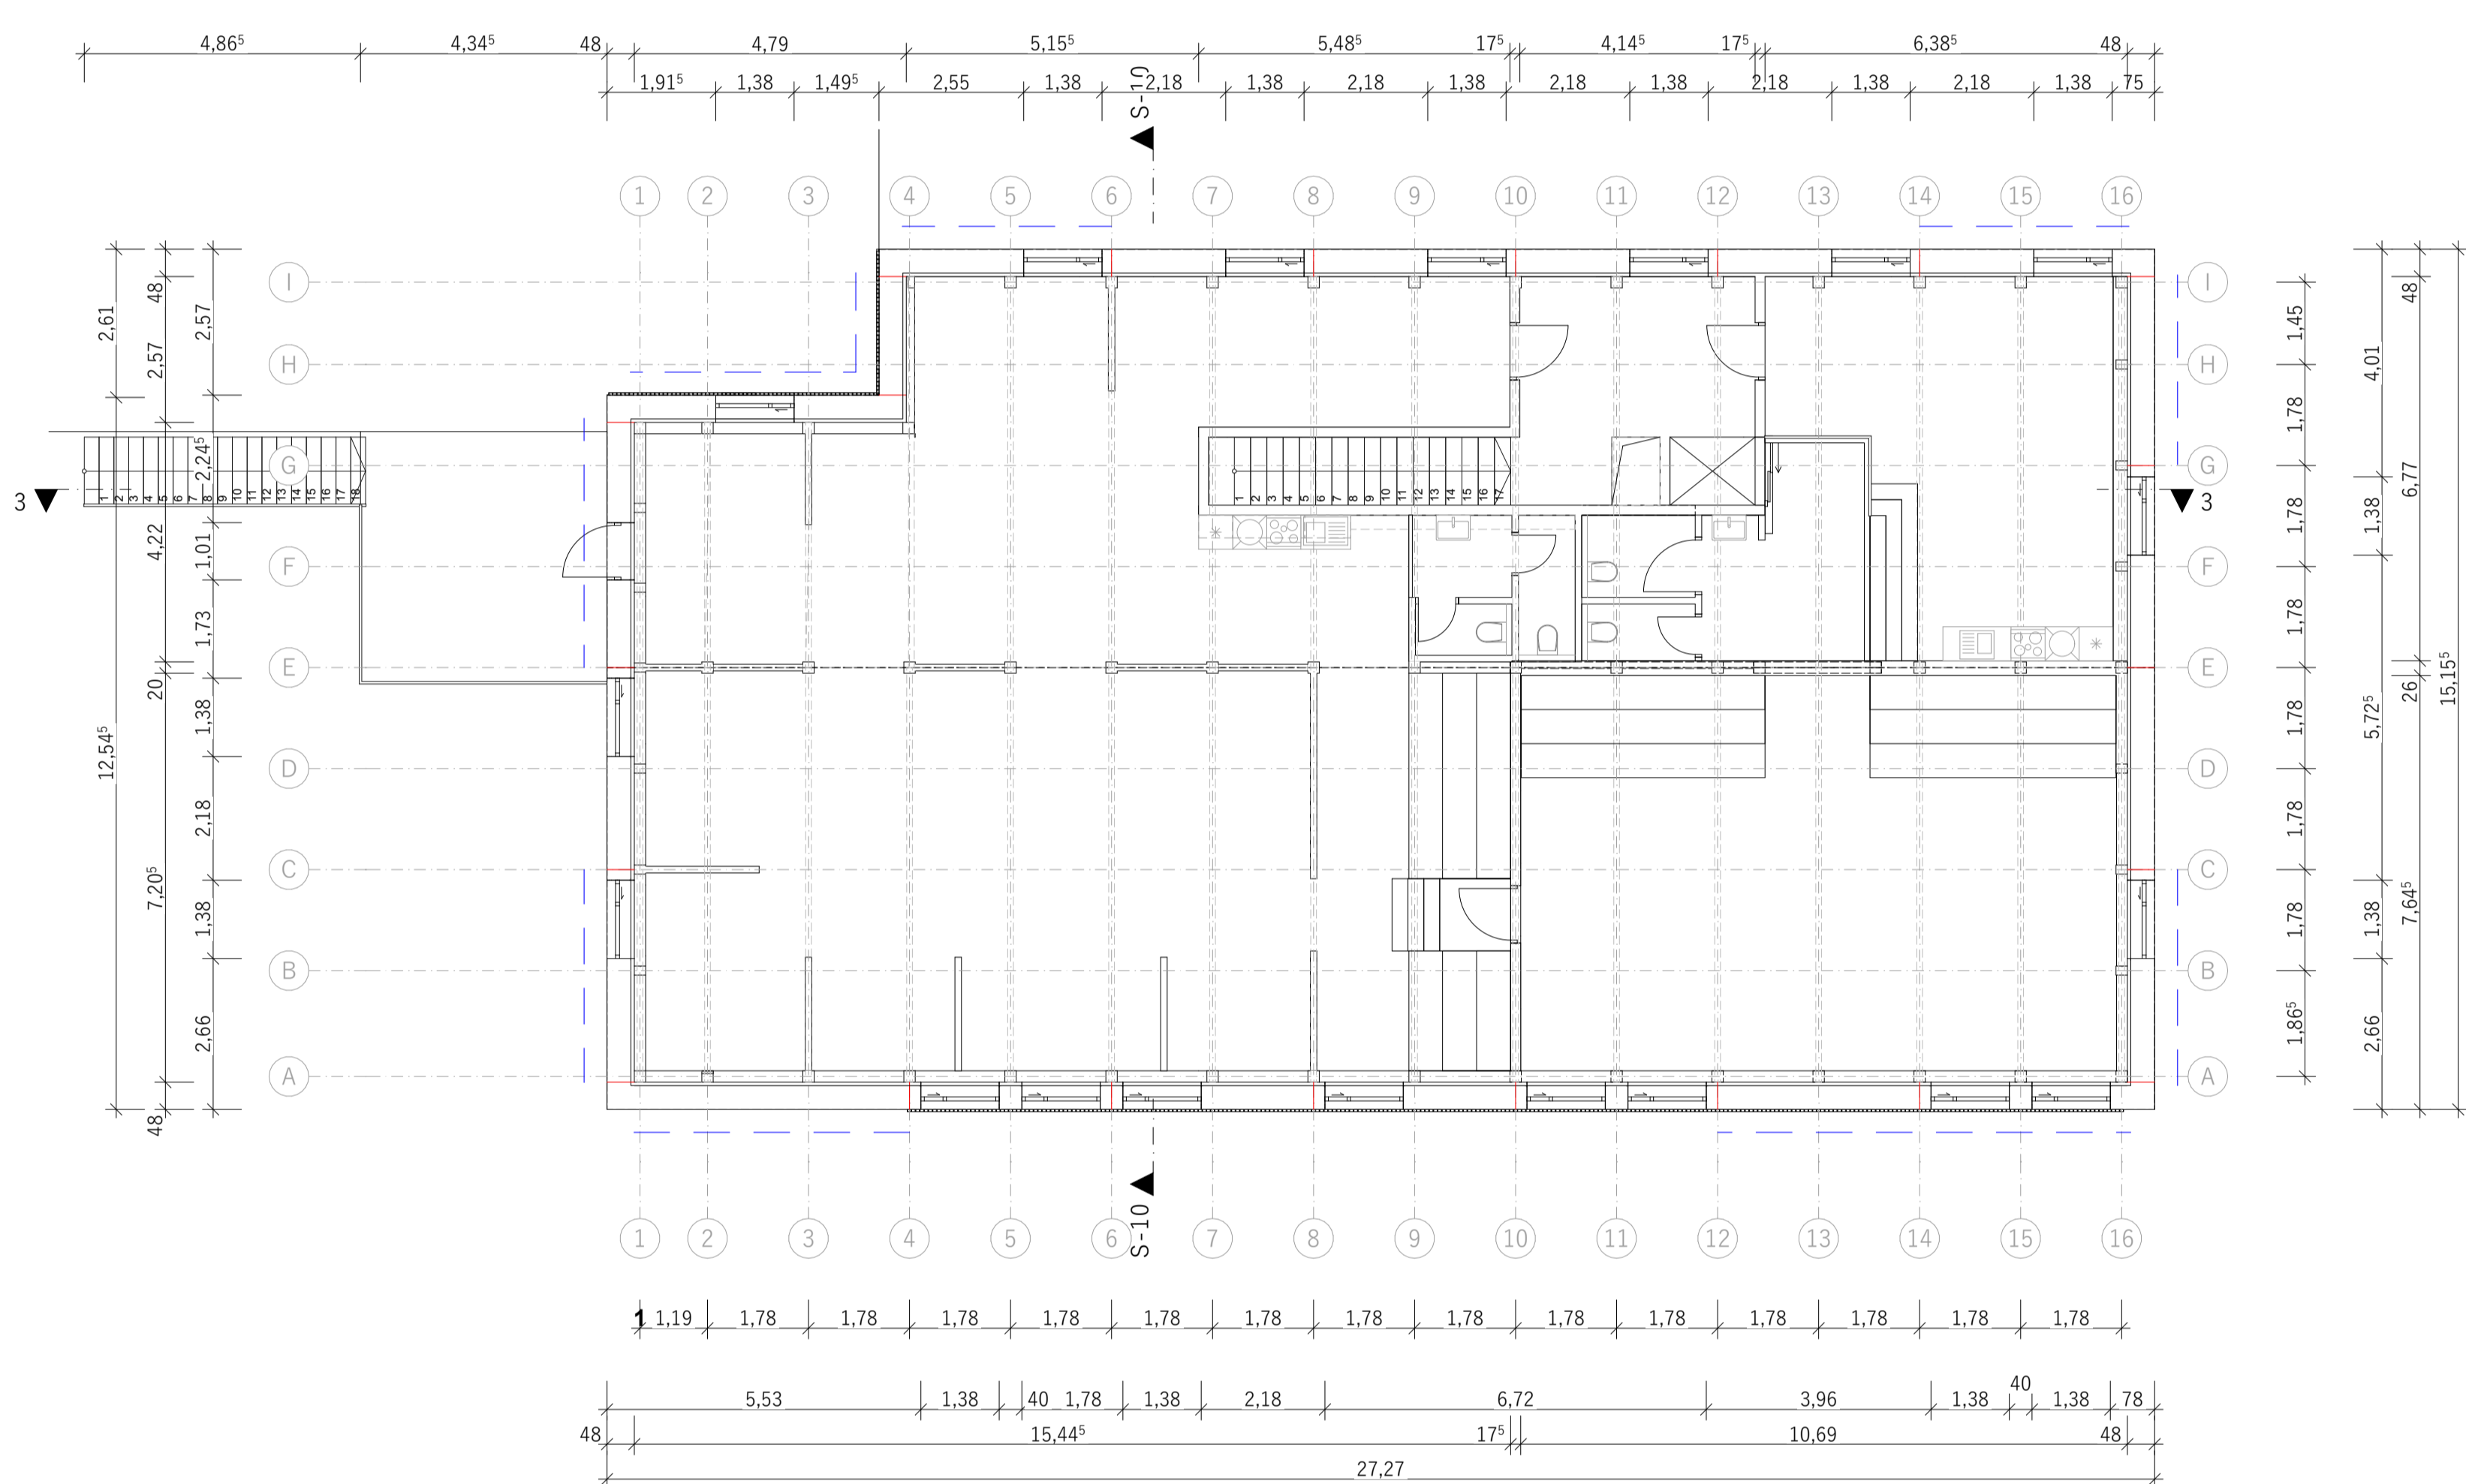 4,86⁵ 4,34⁵ 48 4,79 5,15⁵ 5,48⁵ 17⁵ 4,14⁵ 17⁵ 6,38⁵ 48
1,91⁵ 1,38 1,49⁵ 2,55 1,38 2,18 1,38 2,18 1,38 2,18 1,38 2,18 1,38 2,18 1,38 75
S-10
1 2 3 4 5 6 7 8 9 10 11 12 13 14 15 16
I I
H H
G G
F F
E E
D D
C C
B B
A A
2,61 12,54⁵
48 2,57 4,22 20 7,20⁵ 48
2,57 2,24⁵ 1,01 1,73 1,38 2,18 1,38 2,66
1 2 3 4 5 6 7 8 9 10 11 12 13 14 15 16 17 18
1 2 3 4 5 6 7 8 9 10 11 12 13 14 15 16 17
3 3
1,45 1,78 1,78 1,78 1,78 1,78 1,78 1,86⁵
4,01 1,38 5,72⁵ 1,38 2,66
48 6,77 26 7,64⁵
15,15⁵
S-10
1 2 3 4 5 6 7 8 9 10 11 12 13 14 15 16
1 1,19 1,78 1,78 1,78 1,78 1,78 1,78 1,78 1,78 1,78 1,78 1,78 1,78 1,78 1,78
5,53 1,38 40 1,78 1,38 2,18 6,72 3,96 1,38 40 1,38 78
48 15,44⁵ 17⁵ 10,69 48
27,27